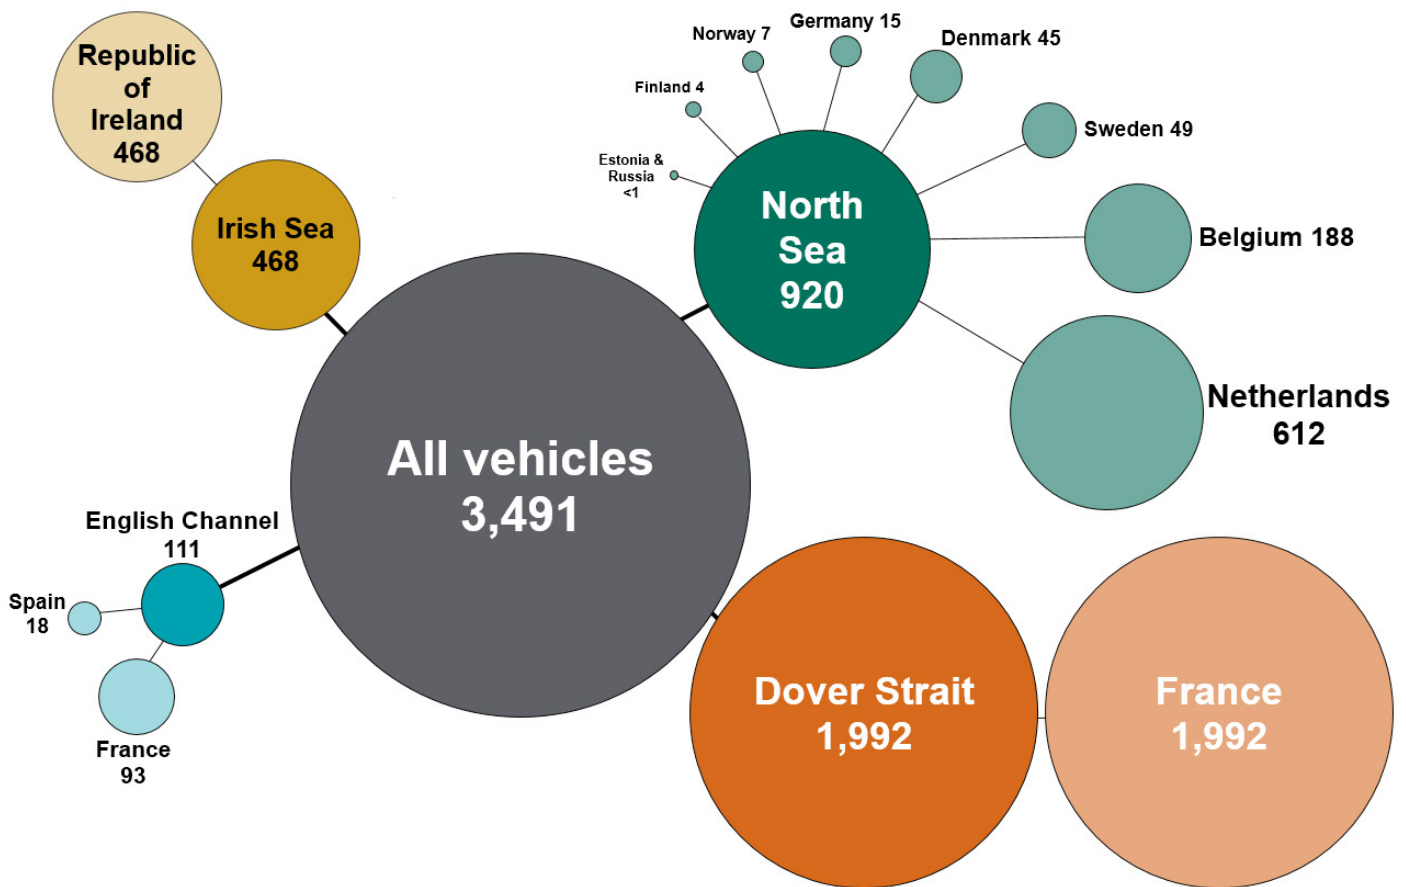 Republic
of
Ireland
468
Irish Sea
468
Estonia &
Russia
<1
Finland 4
Norway 7
Germany 15
Denmark 45
Sweden 49
Belgium 188
Netherlands
612
North
Sea
920
All vehicles
3,491
English Channel
111
Spain
18
France
93
Dover Strait
1,992
France
1,992